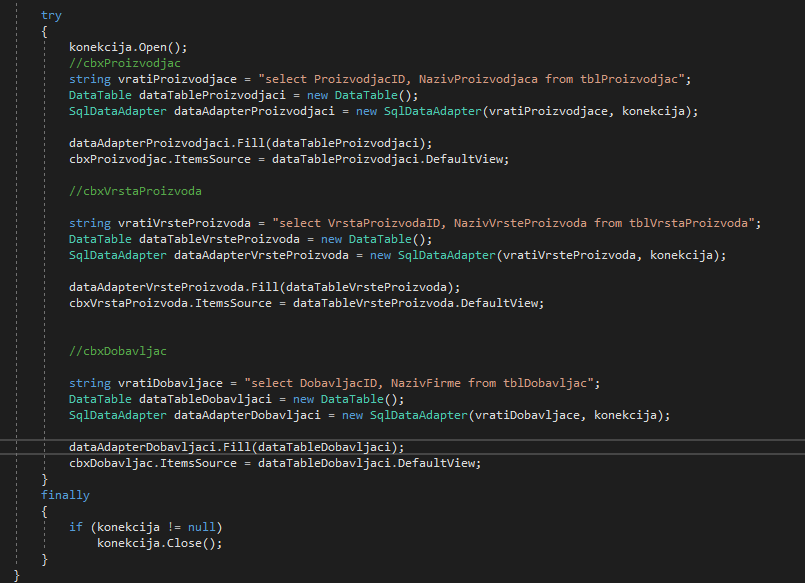 try
{
konekcija.Open();
//cbxProizvodjac
string vratiProizvodjace = "select ProizvodjacID, NazivProizvodjaca from tblProizvodjac";
DataTable dataTableProizvodjaci = new DataTable();
SqlDataAdapter dataAdapterProizvodjaci = new SqlDataAdapter(vratiProizvodjace, konekcija);
dataAdapterProizvodjaci.Fill(dataTableProizvodjaci);
cbxProizvodjac.ItemsSource = dataTableProizvodjaci.DefaultView;
//cbxVrstaProizvoda
string vratiVrsteProizvoda = "select VrstaProizvodaID, NazivVrsteProizvoda from tblVrstaProizvoda";
DataTable dataTableVrsteProizvoda = new DataTable();
SqlDataAdapter dataAdapterVrsteProizvoda = new SqlDataAdapter(vratiVrsteProizvoda, konekcija);
dataAdapterVrsteProizvoda.Fill(dataTableVrsteProizvoda);
cbxVrstaProizvoda.ItemsSource = dataTableVrsteProizvoda.DefaultView;
//cbxDobavljac
string vratiDobavljace = "select DobavljacID, NazivFirme from tblDobavljac";
DataTable dataTableDobavljaci = new DataTable();
SqlDataAdapter dataAdapterDobavljaci = new SqlDataAdapter(vratiDobavljace, konekcija);
dataAdapterDobavljaci.Fill(dataTableDobavljaci);
cbxDobavljac.ItemsSource = dataTableDobavljaci.DefaultView;
}
finally
{
if (konekcija != null)
konekcija.Close();
}
}